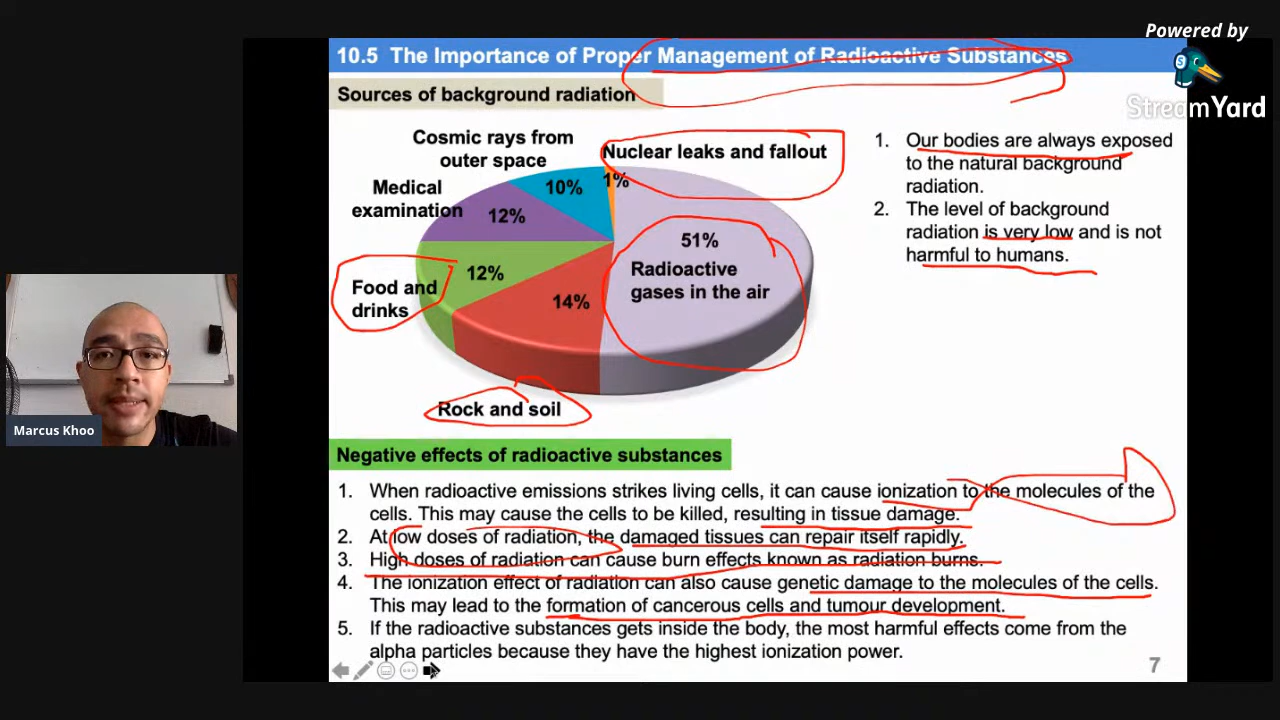 Powered by
StreamYard
10.5 The Importance of Proper Management of Radioactive Substances
Sources of background radiation
Cosmic rays from
outer space
Nuclear leaks and fallout
1%
10%
Medical
examination
12%
51%
Radioactive
gases in the air
Food and
drinks
12%
14%
Rock and soil
1. Our bodies are always exposed
to the natural background
radiation.
2. The level of background
radiation is very low and is not
harmful to humans.
Marcus Khoo
Negative effects of radioactive substances
1. When radioactive emissions strikes living cells, it can cause ionization to the molecules of the
cells. This may cause the cells to be killed, resulting in tissue damage.
2. At low doses of radiation, the damaged tissues can repair itself rapidly.
3. High doses of radiation can cause burn effects known as radiation burns.
4. The ionization effect of radiation can also cause genetic damage to the molecules of the cells.
This may lead to the formation of cancerous cells and tumour development.
5. If the radioactive substances gets inside the body, the most harmful effects come from the
alpha particles because they have the highest ionization power.
7